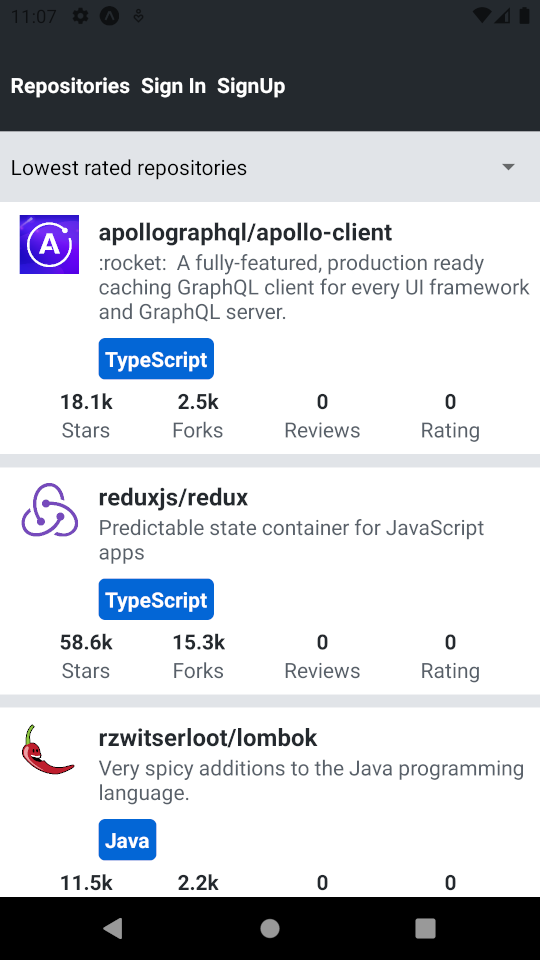 11:07
Repositories Sign In SignUp
Lowest rated repositories
A
apollographql/apollo-client
:rocket: A fully-featured, production ready
caching GraphQL client for every UI framework
and GraphQL server.
TypeScript
18.1k 2.5k 0 0
Stars Forks Reviews Rating
reduxjs/redux
Predictable state container for JavaScript
apps
TypeScript
58.6k 15.3k 0 0
Stars Forks Reviews Rating
rzwitserloot/lombok
Very spicy additions to the Java programming
language.
Java
11.5k 2.2k 0 0